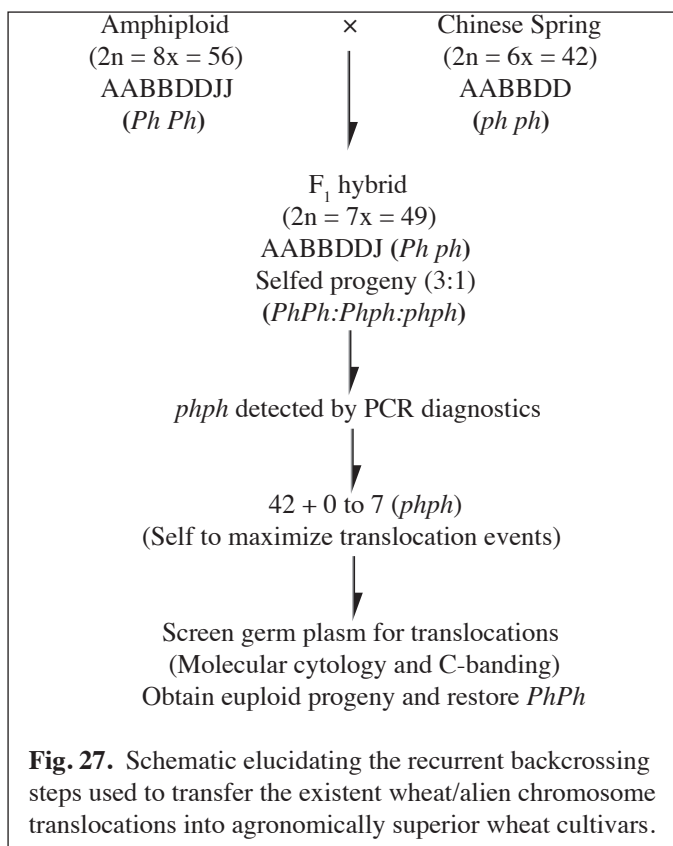 Amphiploid × Chinese Spring
(2n = 8x = 56) (2n = 6x = 42)
AABBDDJJ AABBDD
(Ph Ph) (ph ph)
F₁ hybrid
(2n = 7x = 49)
AABBDDJ (Ph ph)
Selfed progeny (3:1)
(PhPh:Phph:phph)
phph detected by PCR diagnostics
42 + 0 to 7 (phph)
(Self to maximize translocation events)
Screen germ plasm for translocations
(Molecular cytology and C-banding)
Obtain euploid progeny and restore PhPh
Fig. 27. Schematic elucidating the recurrent backcrossing
steps used to transfer the existent wheat/alien chromosome
translocations into agronomically superior wheat cultivars.